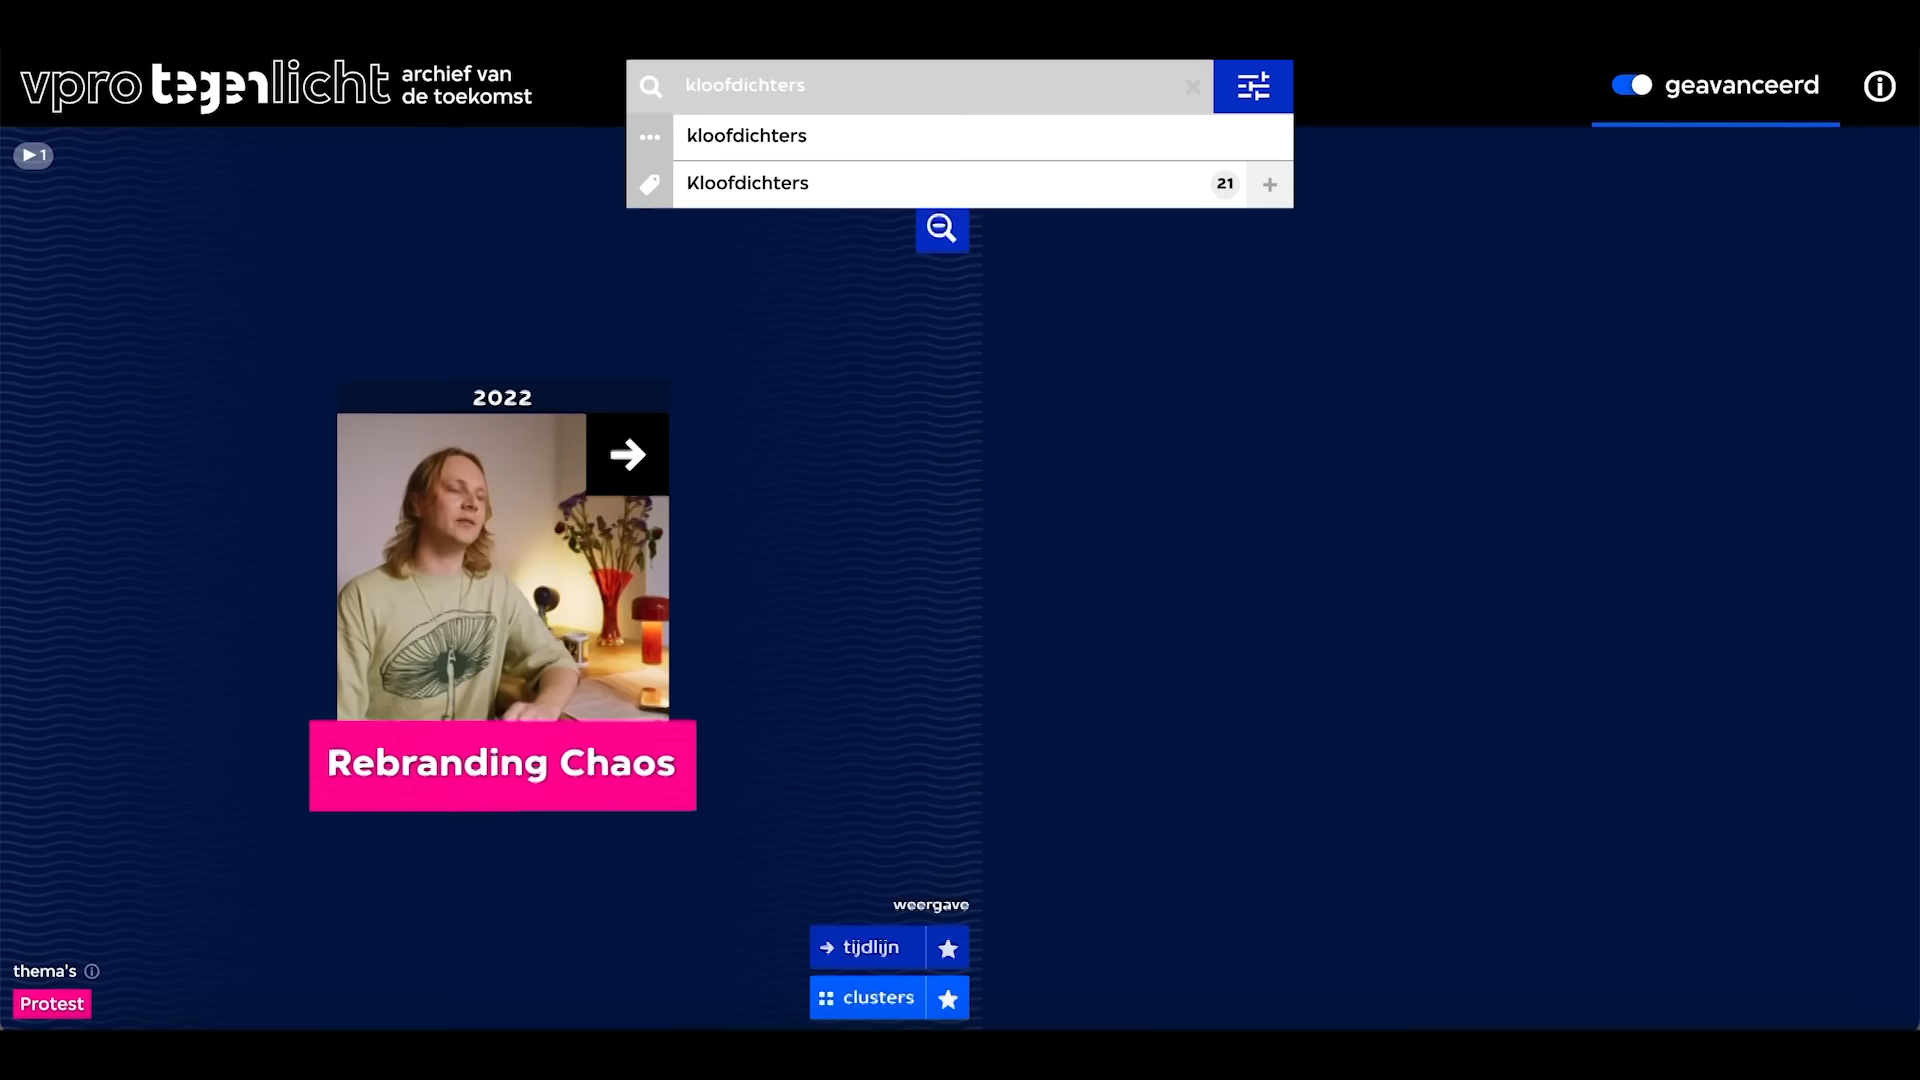 vpro tegenlicht archief van
de toekomst
kloofdichters
geavanceerd
kloofdichters
Kloofdichters 21
1
2022
Rebranding Chaos
weergave
tijdlijn
clusters
thema's
Protest